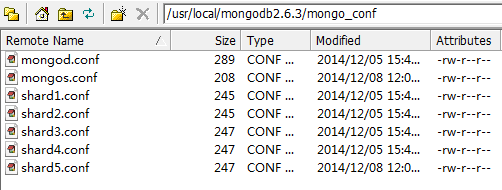 /usr/local/mongodb2.6.3/mongo_conf
Remote Name / Size Type Modified Attributes
mongod.conf 289 CONF ... 2014/12/05 15:4... -rw-r--r--
mongos.conf 208 CONF ... 2014/12/08 12:0... -rw-r--r--
shard1.conf 245 CONF ... 2014/12/05 15:4... -rw-r--r--
shard2.conf 245 CONF ... 2014/12/05 15:4... -rw-r--r--
shard3.conf 247 CONF ... 2014/12/05 15:4... -rw-r--r--
shard4.conf 247 CONF ... 2014/12/05 15:4... -rw-r--r--
shard5.conf 247 CONF ... 2014/12/08 12:0... -rw-r--r--